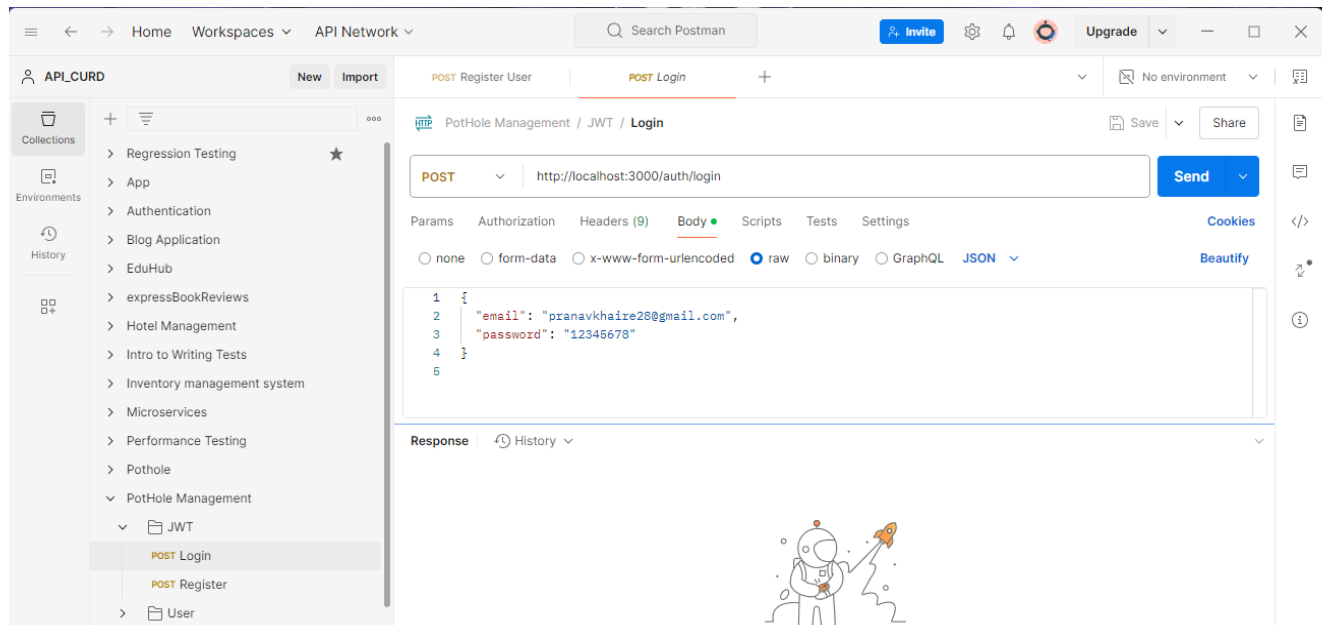 Home Workspaces API Network Search Postman Invite Upgrade
API_CURD New Import POST Register User POST Login No environment
Collections
HTTP PotHole Management / JWT / Login Save Share
Regression Testing
POST http://localhost:3000/auth/login Send
App
Environments
Authentication
Params Authorization Headers (9) Body Scripts Tests Settings Cookies
Blog Application
History
none form-data x-www-form-urlencoded raw binary GraphQL JSON Beautify
EduHub
expressBookReviews
1 {
2 "email": "pranavkhaire28@gmail.com",
Hotel Management
3 "password": "12345678"
Intro to Writing Tests
4 }
5
Inventory management system
Microservices
Performance Testing
Response History
Pothole
PotHole Management
JWT
POST Login
POST Register
User